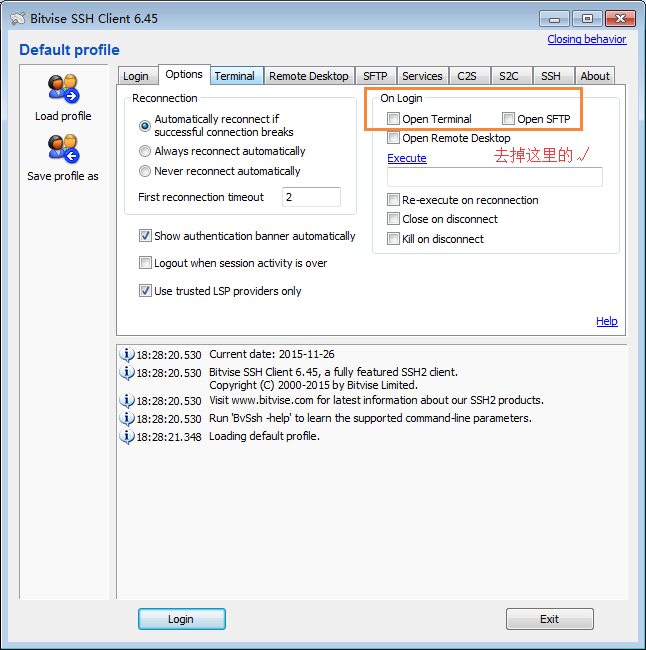 Bitvise SSH Client 6.45
Default profile
Closing behavior
Load profile
Save profile as
Login Options Terminal Remote Desktop SFTP Services C2S S2C SSH About
Reconnection
Automatically reconnect if
successful connection breaks
Always reconnect automatically
Never reconnect automatically
First reconnection timeout 2
Show authentication banner automatically
Logout when session activity is over
Use trusted LSP providers only
On Login
Open Terminal Open SFTP
Open Remote Desktop
去掉这里的√
Execute
Re-execute on reconnection
Close on disconnect
Kill on disconnect
Help
18:28:20.530 Current date: 2015-11-26
18:28:20.530 Bitvise SSH Client 6.45, a fully featured SSH2 client.
Copyright (C) 2000-2015 by Bitvise Limited.
18:28:20.530 Visit www.bitvise.com for latest information about our SSH2 products.
18:28:20.530 Run 'BvSsh -help' to learn the supported command-line parameters.
18:28:21.348 Loading default profile.
Login Exit